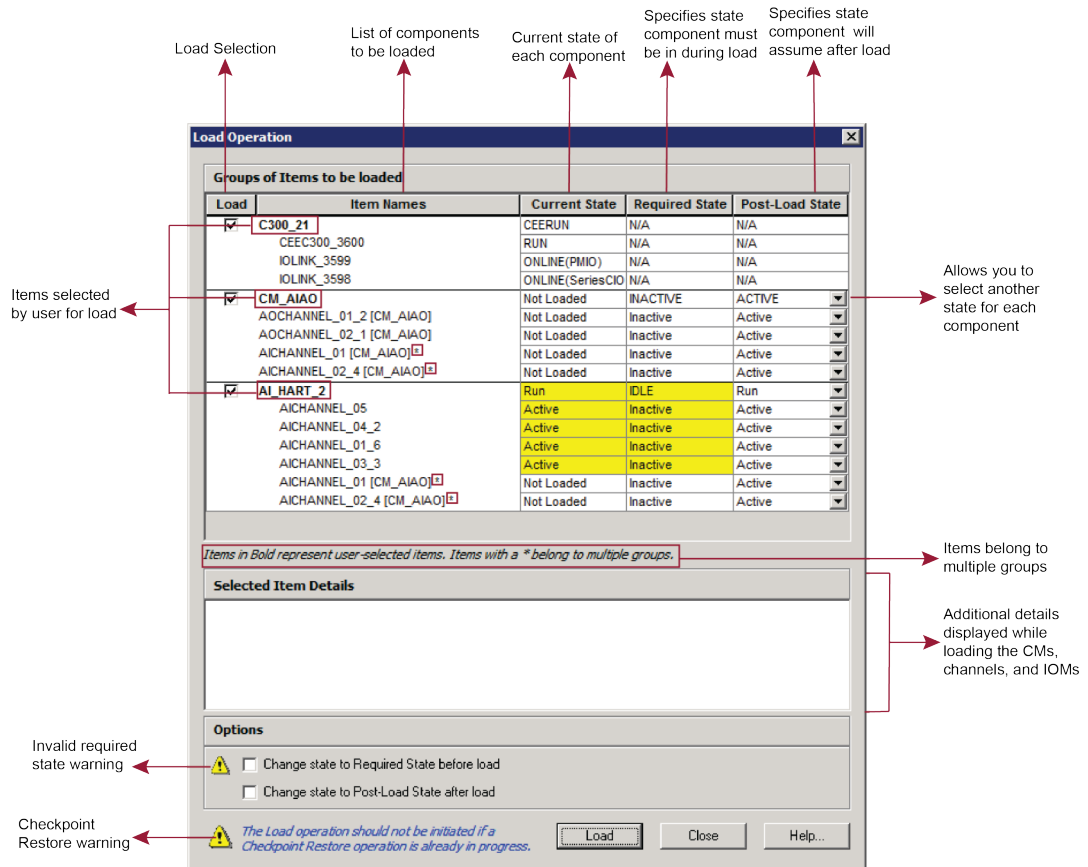 Load Selection
List of components
to be loaded
Current state of
each component
Specifies state
component must
be in during load
Specifies state
component will
assume after load
Load Operation
Groups of Items to be loaded
Load Item Names Current State Required State Post-Load State
C300_21 CEERUN N/A N/A
CEEC300_3600 RUN N/A N/A
IOLINK_3599 ONLINE(PMIO) N/A N/A
IOLINK_3598 ONLINE(SeriesCIO N/A N/A
CM_AIAO Not Loaded INACTIVE ACTIVE
AOCHANNEL_01_2 [CM_AIAO] Not Loaded Inactive Active
AOCHANNEL_02_1 [CM_AIAO] Not Loaded Inactive Active
AICHANNEL_01 [CM_AIAO] * Not Loaded Inactive Active
AICHANNEL_02_4 [CM_AIAO] * Not Loaded Inactive Active
AI_HART_2 Run IDLE Run
AICHANNEL_05 Active Inactive Active
AICHANNEL_04_2 Active Inactive Active
AICHANNEL_01_6 Active Inactive Active
AICHANNEL_03_3 Active Inactive Active
AICHANNEL_01 [CM_AIAO] * Not Loaded Inactive Active
AICHANNEL_02_4 [CM_AIAO] * Not Loaded Inactive Active
Items selected
by user for load
Allows you to
select another
state for each
component
Items in Bold represent user-selected items. Items with a * belong to multiple groups.
Items belong to
multiple groups
Selected Item Details
Additional details
displayed while
loading the CMs,
channels, and IOMs
Options
Invalid required
state warning
Change state to Required State before load
Change state to Post-Load State after load
Checkpoint
Restore warning
The Load operation should not be initiated if a
Checkpoint Restore operation is already in progress.
Load Close Help...